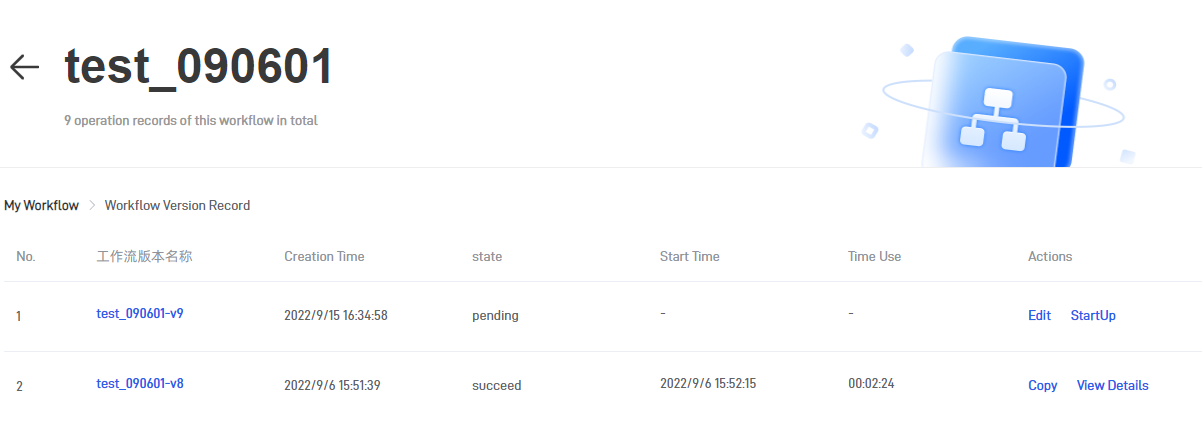 test_090601
9 operation records of this workflow in total
My Workflow > Workflow Version Record
No. 工作流版本名称 Creation Time state Start Time Time Use Actions
1 test_090601-v9 2022/9/15 16:34:58 pending - - Edit StartUp
2 test_090601-v8 2022/9/6 15:51:39 succeed 2022/9/6 15:52:15 00:02:24 Copy View Details